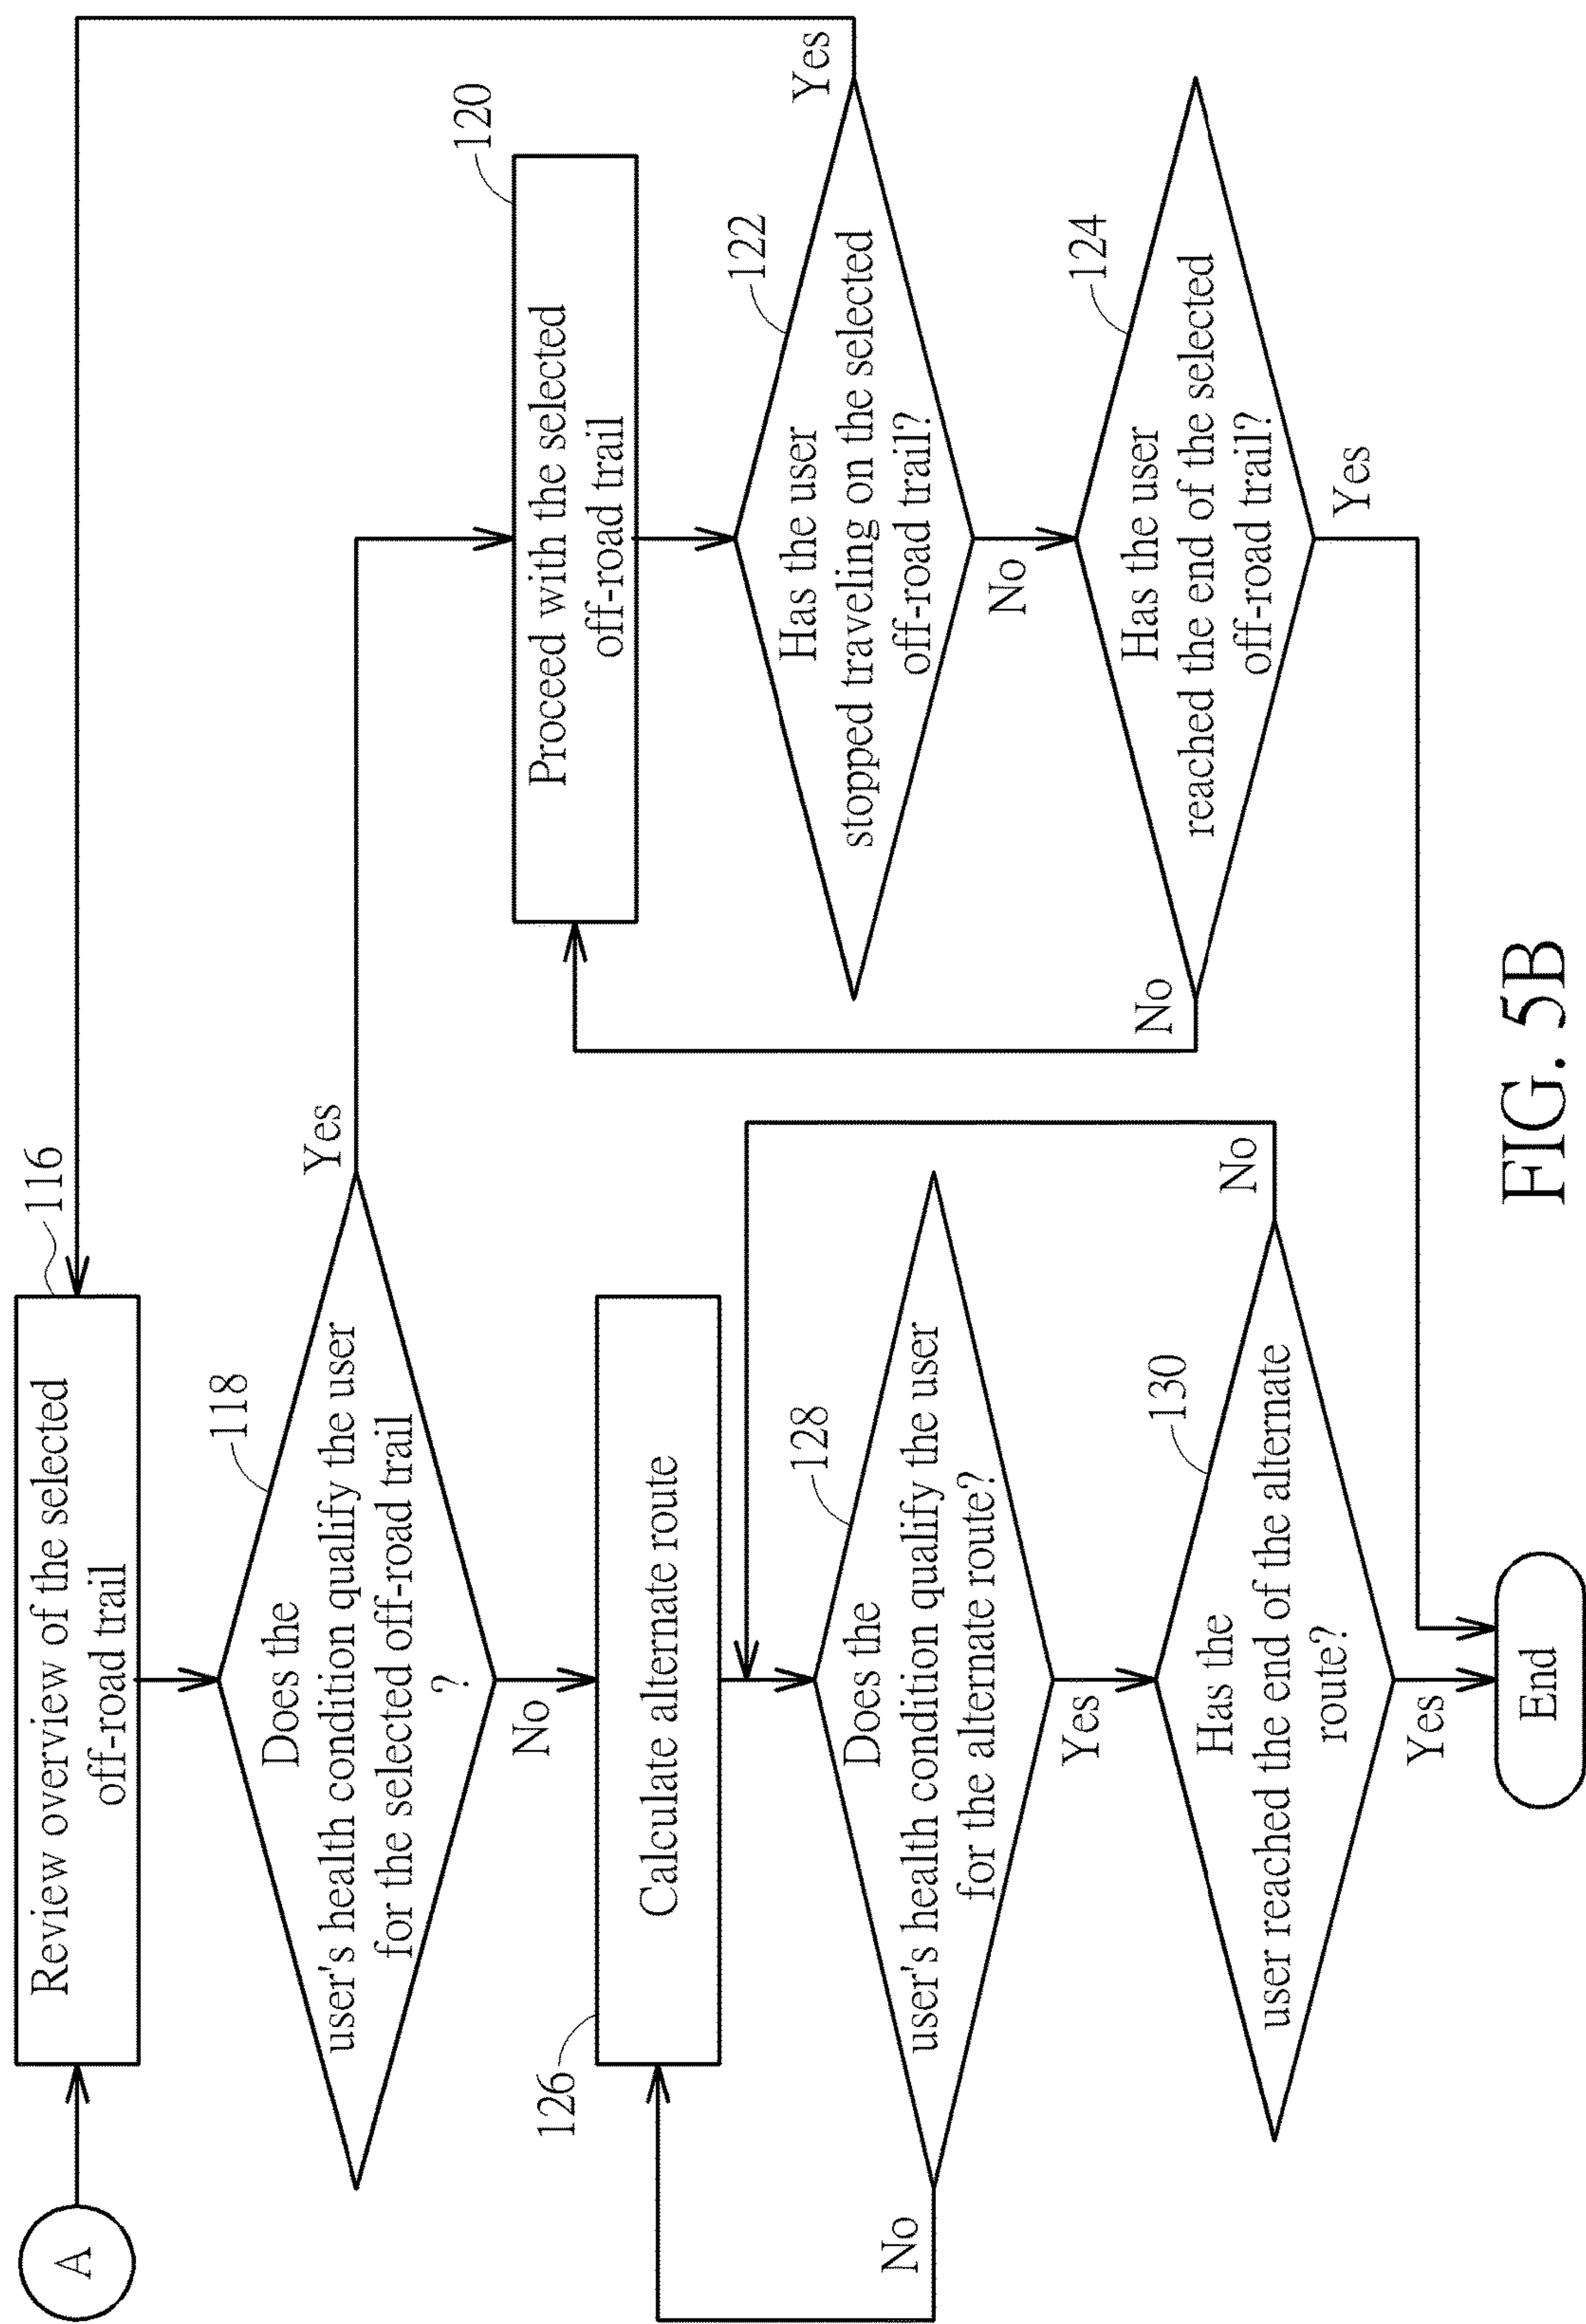 A
Review overview of the selected
off-road trail
116
Does the
user's health condition qualify the user
for the selected off-road trail
?
118
Yes
No
Calculate alternate route
126
Does the
user's health condition qualify the user
for the alternate route?
128
No
Yes
Has the
user reached the end of the alternate
route?
130
No
Yes
End
Proceed with the selected
off-road trail
120
Has the user
stopped traveling on the selected
off-road trail?
122
Yes
No
Has the user
reached the end of the selected
off-road trail?
124
No
Yes
FIG. 5B